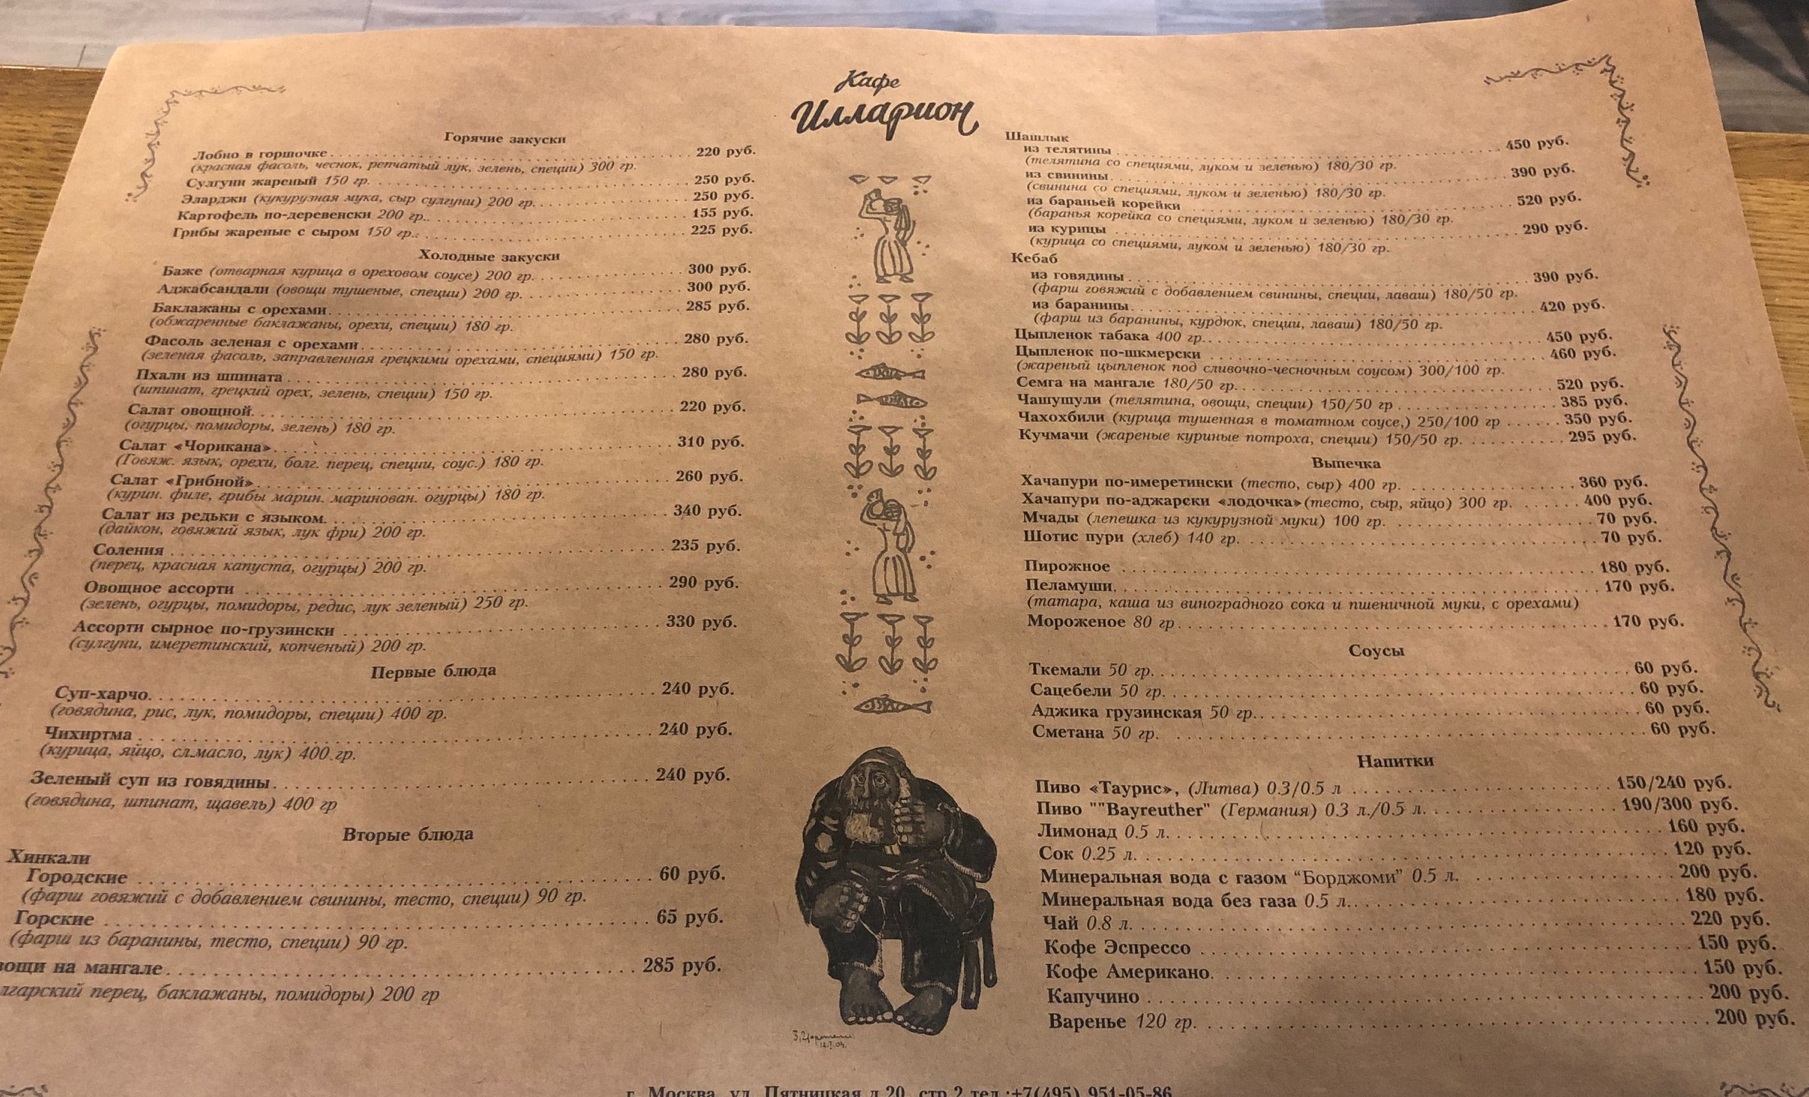 Кафе
Илларион
Горячие закуски
Лобио в горшочке 220 руб.
(красная фасоль, чеснок, репчатый лук, зелень, специи) 300 гр.
Сулгуни жареный 150 гр. 250 руб.
Эларджи (кукурузная мука, сыр сулгуни) 200 гр. 250 руб.
Картофель по-деревенски 200 гр. 155 руб.
Грибы жареные с сыром 150 гр. 225 руб.
Холодные закуски
Баже (отварная курица в ореховом соусе) 200 гр. 300 руб.
Аджабсандали (овощи тушеные, специи) 200 гр. 300 руб.
Баклажаны с орехами 285 руб.
(обжаренные баклажаны, орехи, специи) 180 гр.
Фасоль зеленая с орехами 280 руб.
(зеленая фасоль, заправленная грецкими орехами, специями) 150 гр.
Пхали из шпината 280 руб.
(шпинат, грецкий орех, зелень, специи) 150 гр.
Салат овощной 220 руб.
(огурцы, помидоры, зелень) 180 гр.
Салат «Чорикана» 310 руб.
(Говяж. язык, орехи, болг. перец, специи, соус.) 180 гр.
Салат «Грибной» 260 руб.
(курин. филе, грибы марин. маринован. огурцы) 180 гр.
Салат из редьки с языком 340 руб.
(дайкон, говяжий язык, лук фри) 200 гр.
Соления 235 руб.
(перец, красная капуста, огурцы) 200 гр.
Овощное ассорти 290 руб.
(зелень, огурцы, помидоры, редис, лук зеленый) 250 гр.
Ассорти сырное по-грузински 330 руб.
(сулгуни, имеретинский, копченый) 200 гр.
Первые блюда
Суп-харчо 240 руб.
(говядина, рис, лук, помидоры, специи) 400 гр.
Чихиртма 240 руб.
(курица, яйцо, сл.масло, лук) 400 гр.
Зеленый суп из говядины 240 руб.
(говядина, шпинат, щавель) 400 гр
Вторые блюда
Хинкали
Городские 60 руб.
(фарш говяжий с добавлением свинины, тесто, специи) 90 гр.
Горские 65 руб.
(фарш из баранины, тесто, специи) 90 гр.
вощи на мангале 285 руб.
лгарский перец, баклажаны, помидоры) 200 гр
Шашлык
из телятины 450 руб.
(телятина со специями, луком и зеленью) 180/30 гр.
из свинины 390 руб.
(свинина со специями, луком и зеленью) 180/30 гр.
из бараньей корейки 520 руб.
(баранья корейка со специями, луком и зеленью) 180/30 гр.
из курицы 290 руб.
(курица со специями, луком и зеленью) 180/30 гр.
Кебаб
из говядины 390 руб.
(фарш говяжий с добавлением свинины, специи, лаваш) 180/50 гр.
из баранины 420 руб.
(фарш из баранины, курдюк, специи, лаваш) 180/50 гр.
Цыпленок табака 400 гр. 450 руб.
Цыпленок по-шкмерски 460 руб.
(жареный цыпленок под сливочно-чесночным соусом) 300/100 гр.
Семга на мангале 180/50 гр. 520 руб.
Чашушули (телятина, овощи, специи) 150/50 гр 385 руб.
Чахохбили (курица тушенная в томатном соусе,) 250/100 гр 350 руб.
Кучмачи (жареные куриные потроха, специи) 150/50 гр. 295 руб.
Выпечка
Хачапури по-имеретински (тесто, сыр) 400 гр. 360 руб.
Хачапури по-аджарски «лодочка»(тесто, сыр, яйцо) 300 гр. 400 руб.
Мчады (лепешка из кукурузной муки) 100 гр. 70 руб.
Шотис пури (хлеб) 140 гр. 70 руб.
Пирожное 180 руб.
Пеламуши 170 руб.
(татара, каша из виноградного сока и пшеничной муки, с орехами)
Мороженое 80 гр 170 руб.
Соусы
Ткемали 50 гр. 60 руб.
Сацебели 50 гр. 60 руб.
Аджика грузинская 50 гр. 60 руб.
Сметана 50 гр. 60 руб.
Напитки
Пиво «Таурис», (Литва) 0.3/0.5 л 150/240 руб.
Пиво ""Bayreuther" (Германия) 0.3 л./0.5 л. 190/300 руб.
Лимонад 0.5 л. 160 руб.
Сок 0.25 л. 120 руб.
Минеральная вода с газом “Борджоми” 0.5 л. 200 руб.
Минеральная вода без газа 0.5 л. 180 руб.
Чай 0.8 л. 220 руб.
Кофе Эспрессо 150 руб.
Кофе Американо 150 руб.
Капучино 200 руб.
Варенье 120 гр. 200 руб.
г. Москва, ул. Пятницкая д.20, стр.2 тел.:+7(495) 951-05-86